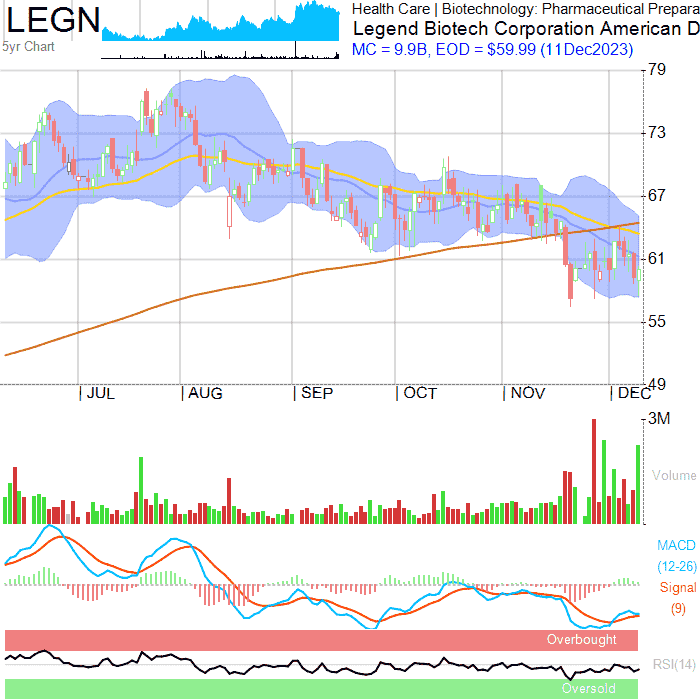 LEGN
5yr Chart
Health Care | Biotechnology: Pharmaceutical Prepara
Legend Biotech Corporation American D
MC = 9.9B, EOD = $59.99 (11Dec2023)
79
73
67
61
55
49
| JUL
| AUG
| SEP
| OCT
| NOV
| DEC
3M
Volume
MACD
(12-26)
Signal
(9)
Overbought
RSI(14)
Oversold